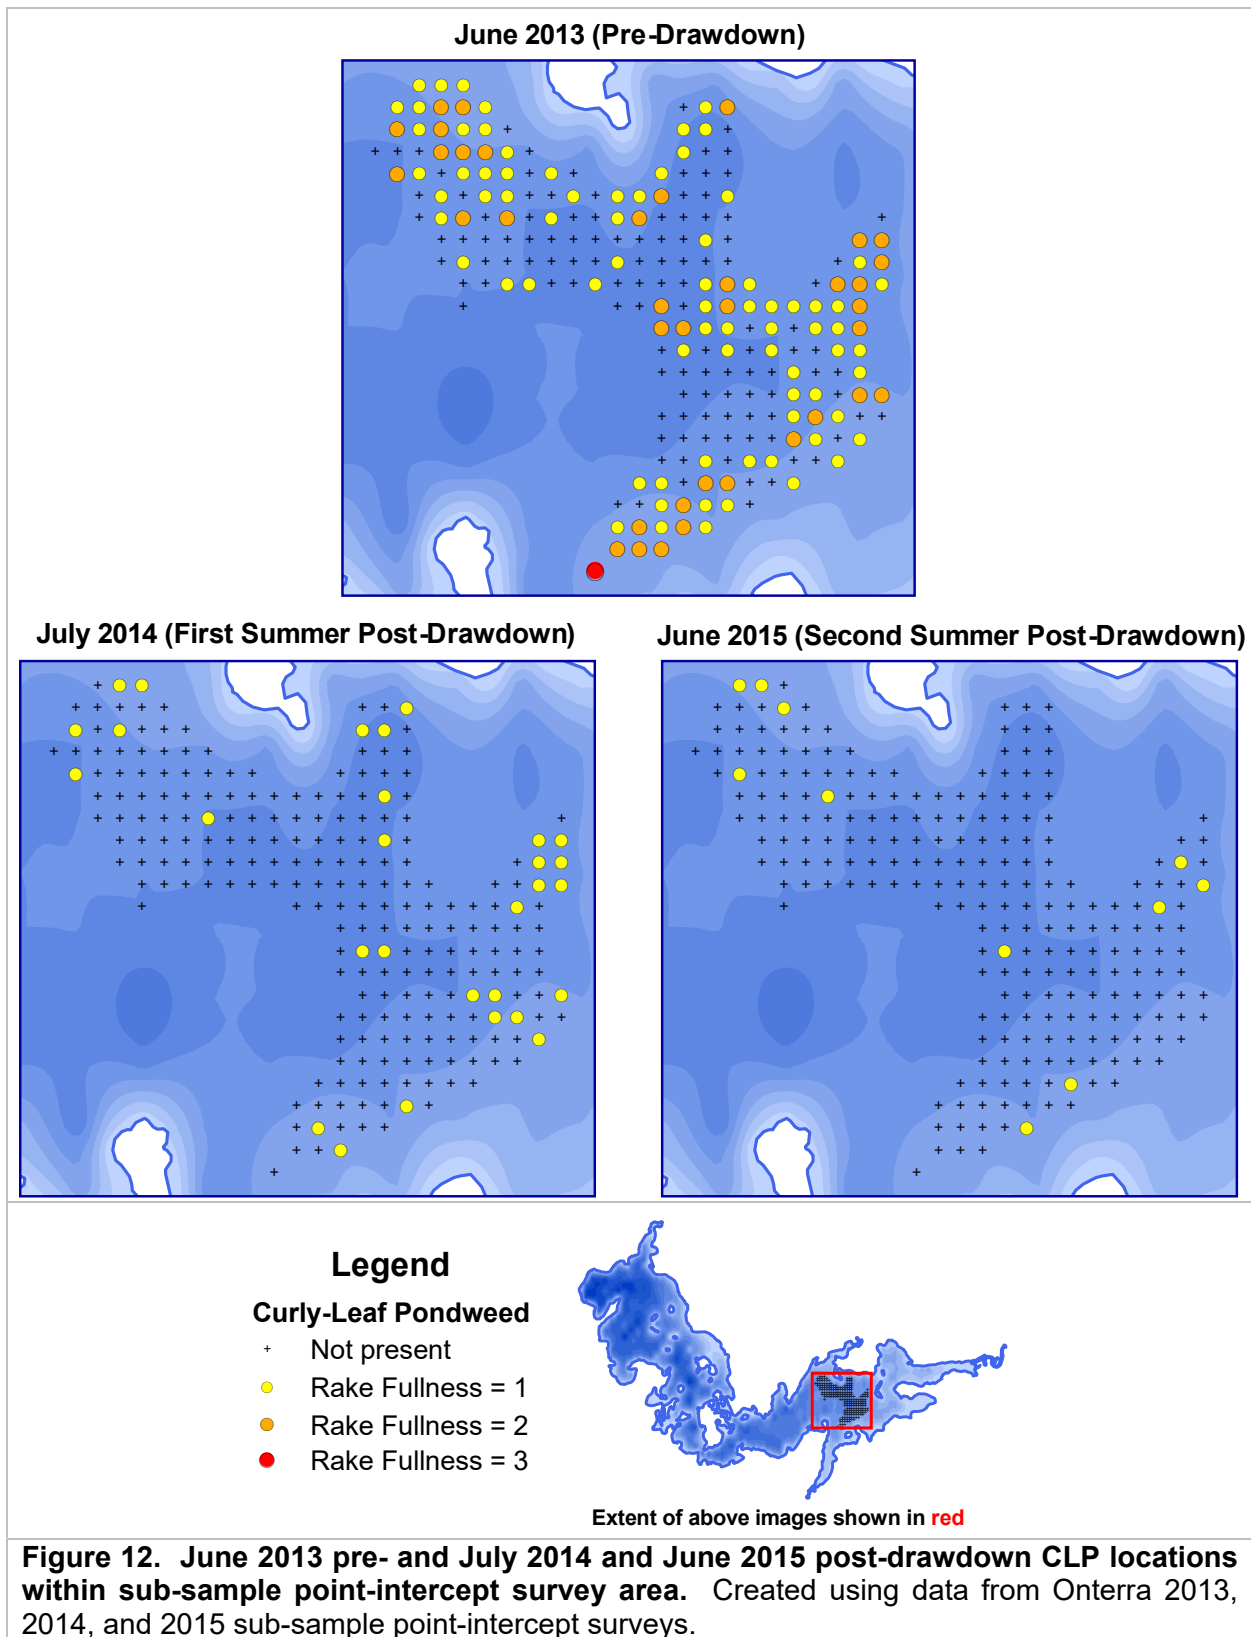 June 2013 (Pre-Drawdown)
July 2014 (First Summer Post-Drawdown)
June 2015 (Second Summer Post-Drawdown)
Legend
Curly-Leaf Pondweed
Not present
Rake Fullness = 1
Rake Fullness = 2
Rake Fullness = 3
Extent of above images shown in red
Figure 12. June 2013 pre- and July 2014 and June 2015 post-drawdown CLP locations
within sub-sample point-intercept survey area. Created using data from Onterra 2013,
2014, and 2015 sub-sample point-intercept surveys.